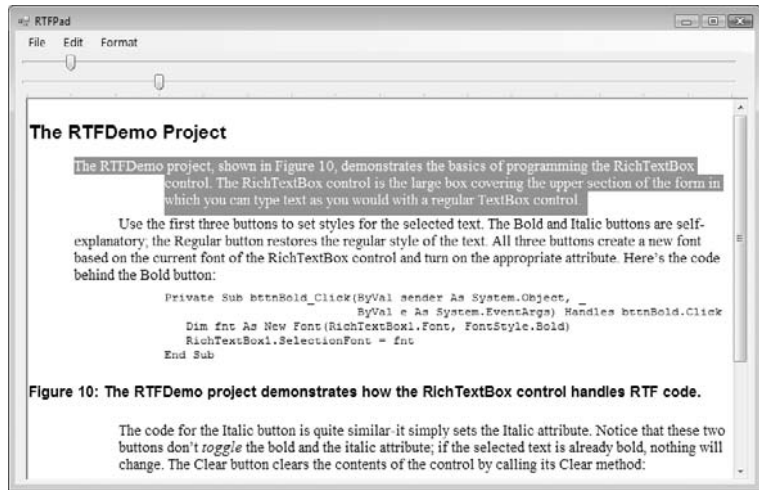 RTFPad
File Edit Format
The RTFDemo Project
The RTFDemo project, shown in Figure 10, demonstrates the basics of programming the RichTextBox
control. The RichTextBox control is the large box covering the upper section of the form in
which you can type text as you would with a regular TextBox control.
Use the first three buttons to set styles for the selected text. The Bold and Italic buttons are self-
explanatory; the Regular button restores the regular style of the text. All three buttons create a new font
based on the current font of the RichTextBox control and turn on the appropriate attribute. Here's the code
behind the Bold button:
Private Sub bttnBold_Click(ByVal sender As System.Object, _
ByVal e As System.EventArgs) Handles bttnBold.Click
Dim fnt As New Font(RichTextBox1.Font, FontStyle.Bold)
RichTextBox1.SelectionFont = fnt
End Sub
Figure 10: The RTFDemo project demonstrates how the RichTextBox control handles RTF code.
The code for the Italic button is quite similar-it simply sets the Italic attribute. Notice that these two
buttons don't toggle the bold and the italic attribute; if the selected text is already bold, nothing will
change. The Clear button clears the contents of the control by calling its Clear method: